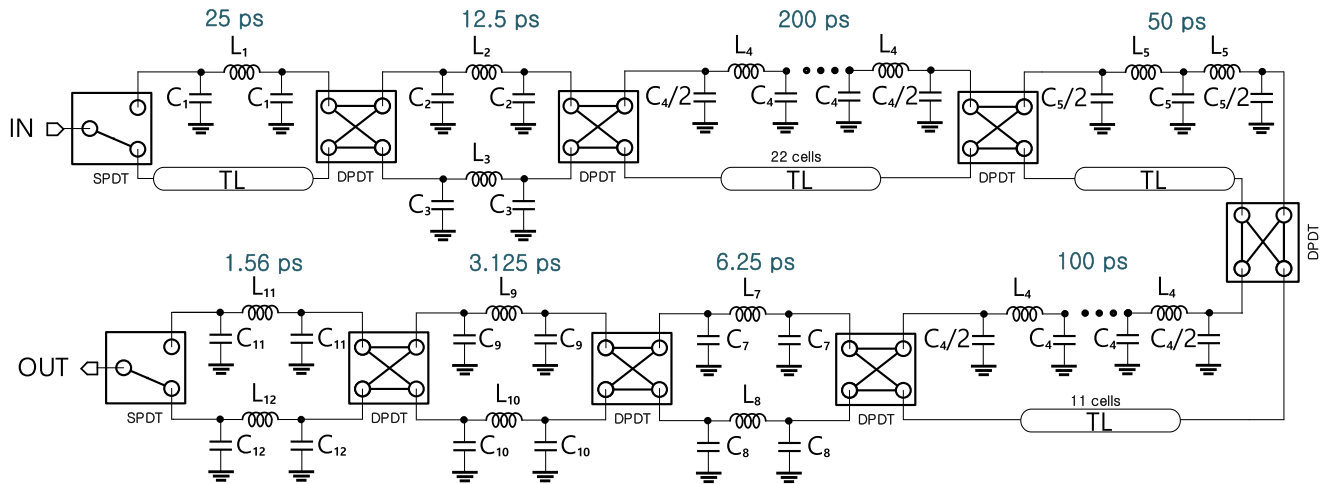 25 ps 12.5 ps 200 ps 50 ps
L₁ L₂ L₄ L₄ L₅ L₅
C₁ C₁ C₂ C₂ C₄/2 C₄ C₄ C₄/2 C₅/2 C₅ C₅/2
IN
L₃ 22 cells
SPDT TL DPDT DPDT TL DPDT TL
C₃ C₃
DPDT
1.56 ps 3.125 ps 6.25 ps 100 ps
L₁₁ L₉ L₇ L₄ L₄
C₁₁ C₁₁ C₉ C₉ C₇ C₇ C₄/2 C₄ C₄ C₄/2
OUT
L₁₂ L₁₀ L₈ 11 cells
SPDT DPDT DPDT DPDT TL
C₁₂ C₁₂ C₁₀ C₁₀ C₈ C₈